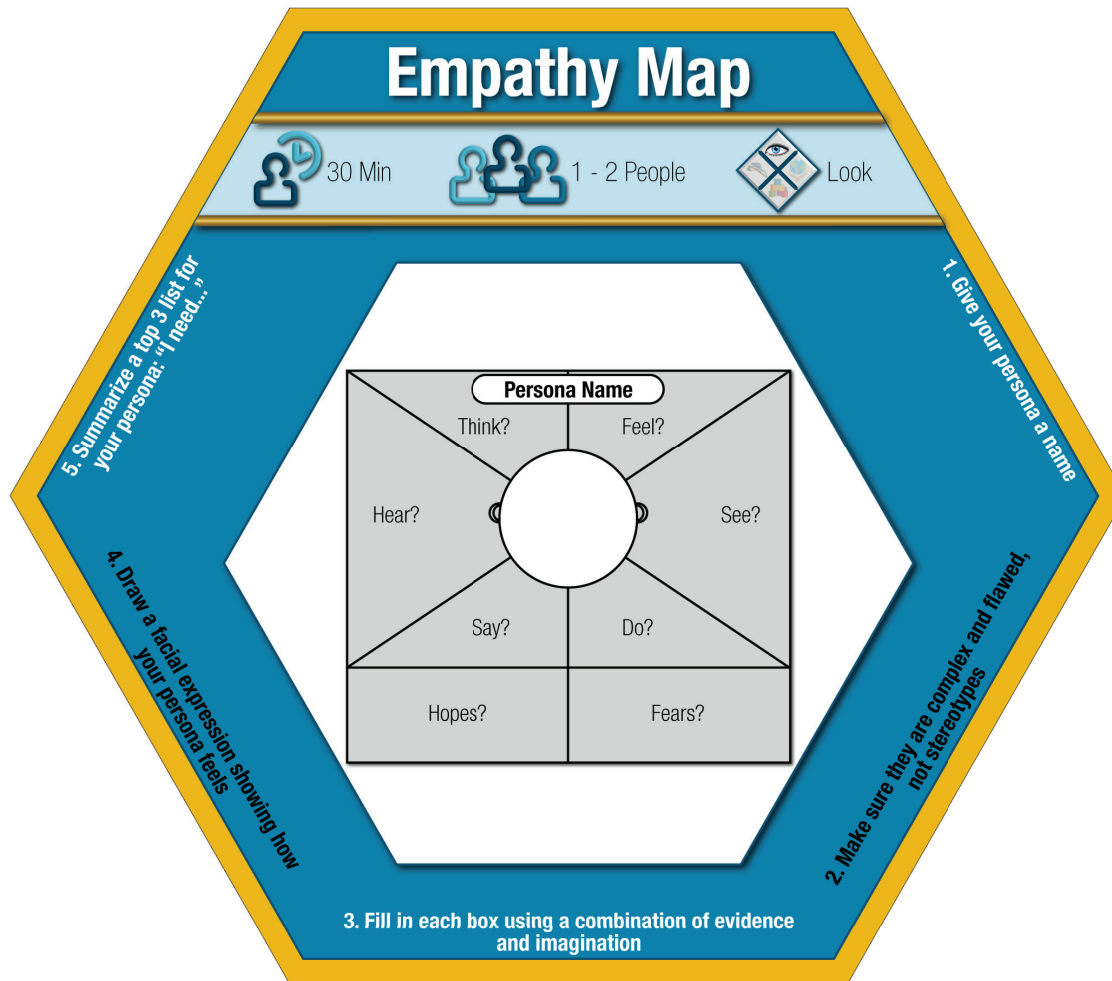 Empathy Map
30 Min
1 - 2 People
Look
1. Give your persona a name
2. Make sure they are complex and flawed,
not stereotypes
3. Fill in each box using a combination of evidence
and imagination
4. Draw a facial expression showing how
your persona feels
5. Summarize a top 3 list for
your persona: “I need...”
Persona Name
Think?
Feel?
Hear?
See?
Say?
Do?
Hopes?
Fears?